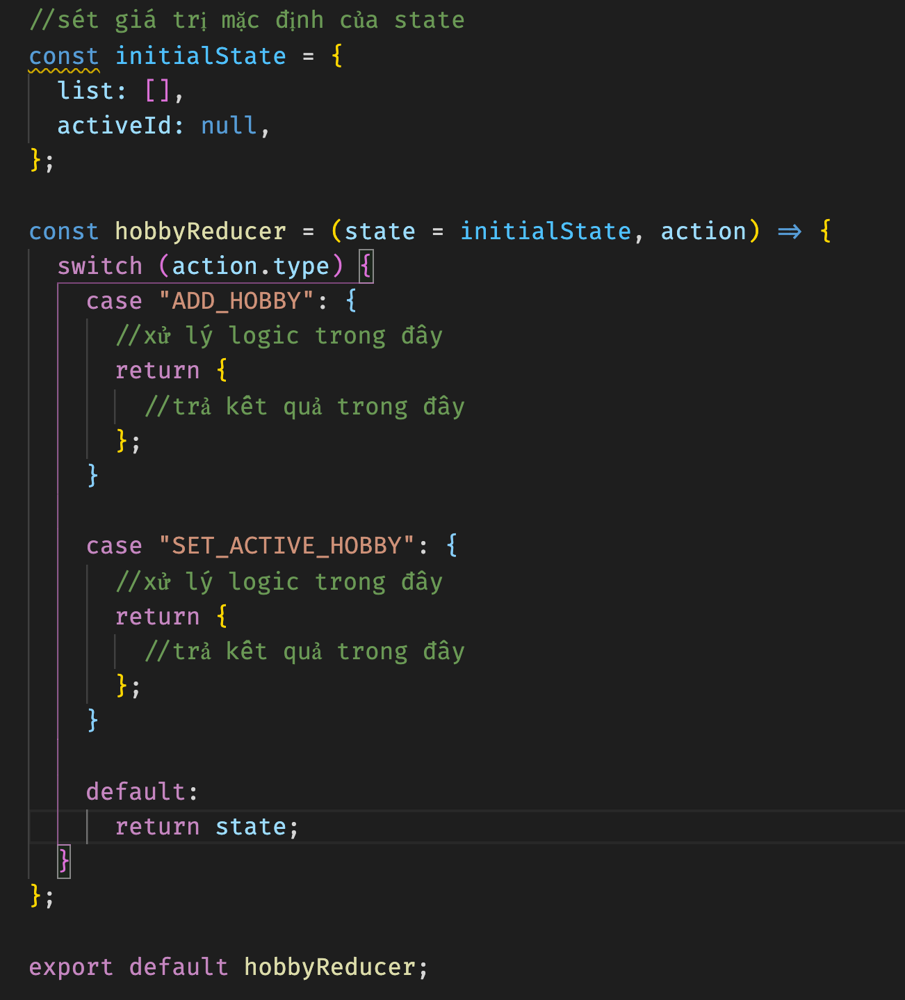 //sét giá trị mặc định của state
const initialState = {
  list: [],
  activeId: null,
};

const hobbyReducer = (state = initialState, action) => {
  switch (action.type) {
    case "ADD_HOBBY": {
      //xử lý logic trong đây
      return {
        //trả kết quả trong đây
      };
    }

    case "SET_ACTIVE_HOBBY": {
      //xử lý logic trong đây
      return {
        //trả kết quả trong đây
      };
    }

    default:
      return state;
  }
};

export default hobbyReducer;